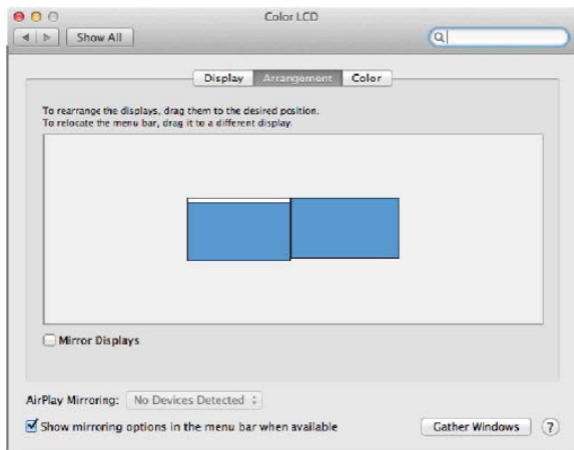 Color LCD
Show All
Display Arrangement Color
To rearrange the displays, drag them to the desired position.
To relocate the menu bar, drag it to a different display.
Mirror Displays
AirPlay Mirroring: No Devices Detected
Show mirroring options in the menu bar when available
Gather Windows ?